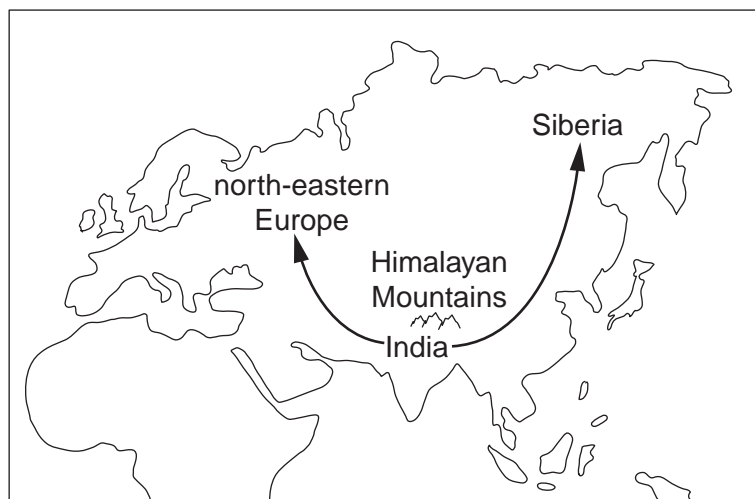 Siberia
north-eastern
Europe
Himalayan
Mountains
India